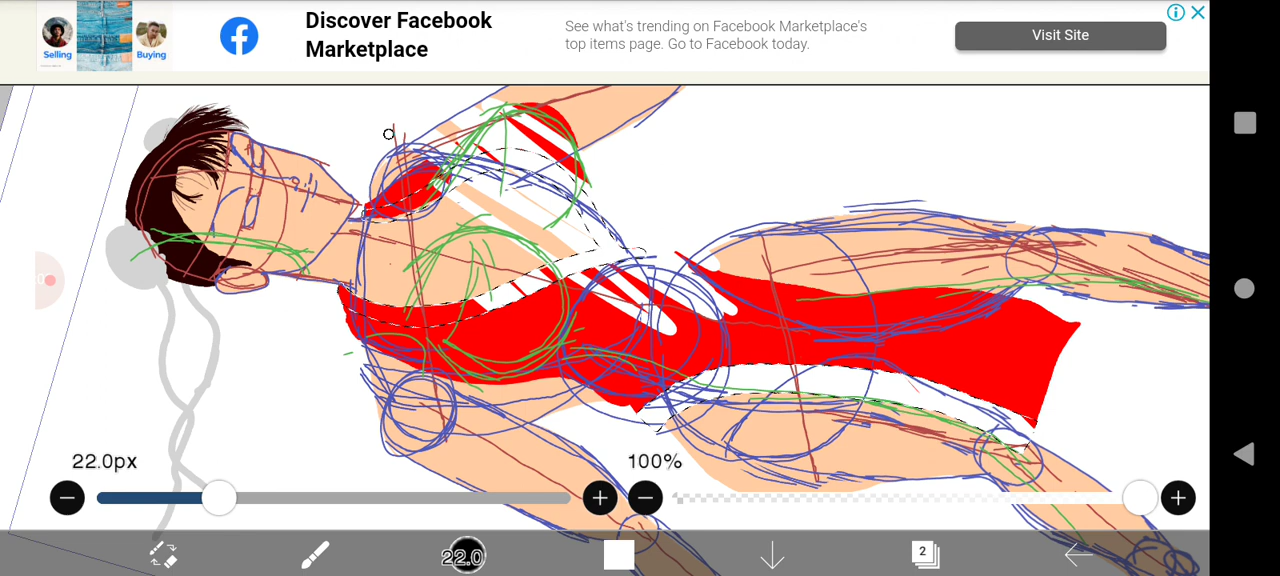 Selling
Buying
Discover Facebook
Marketplace
See what's trending on Facebook Marketplace's
top items page. Go to Facebook today.
Visit Site
22.0px
100%
22.0
2